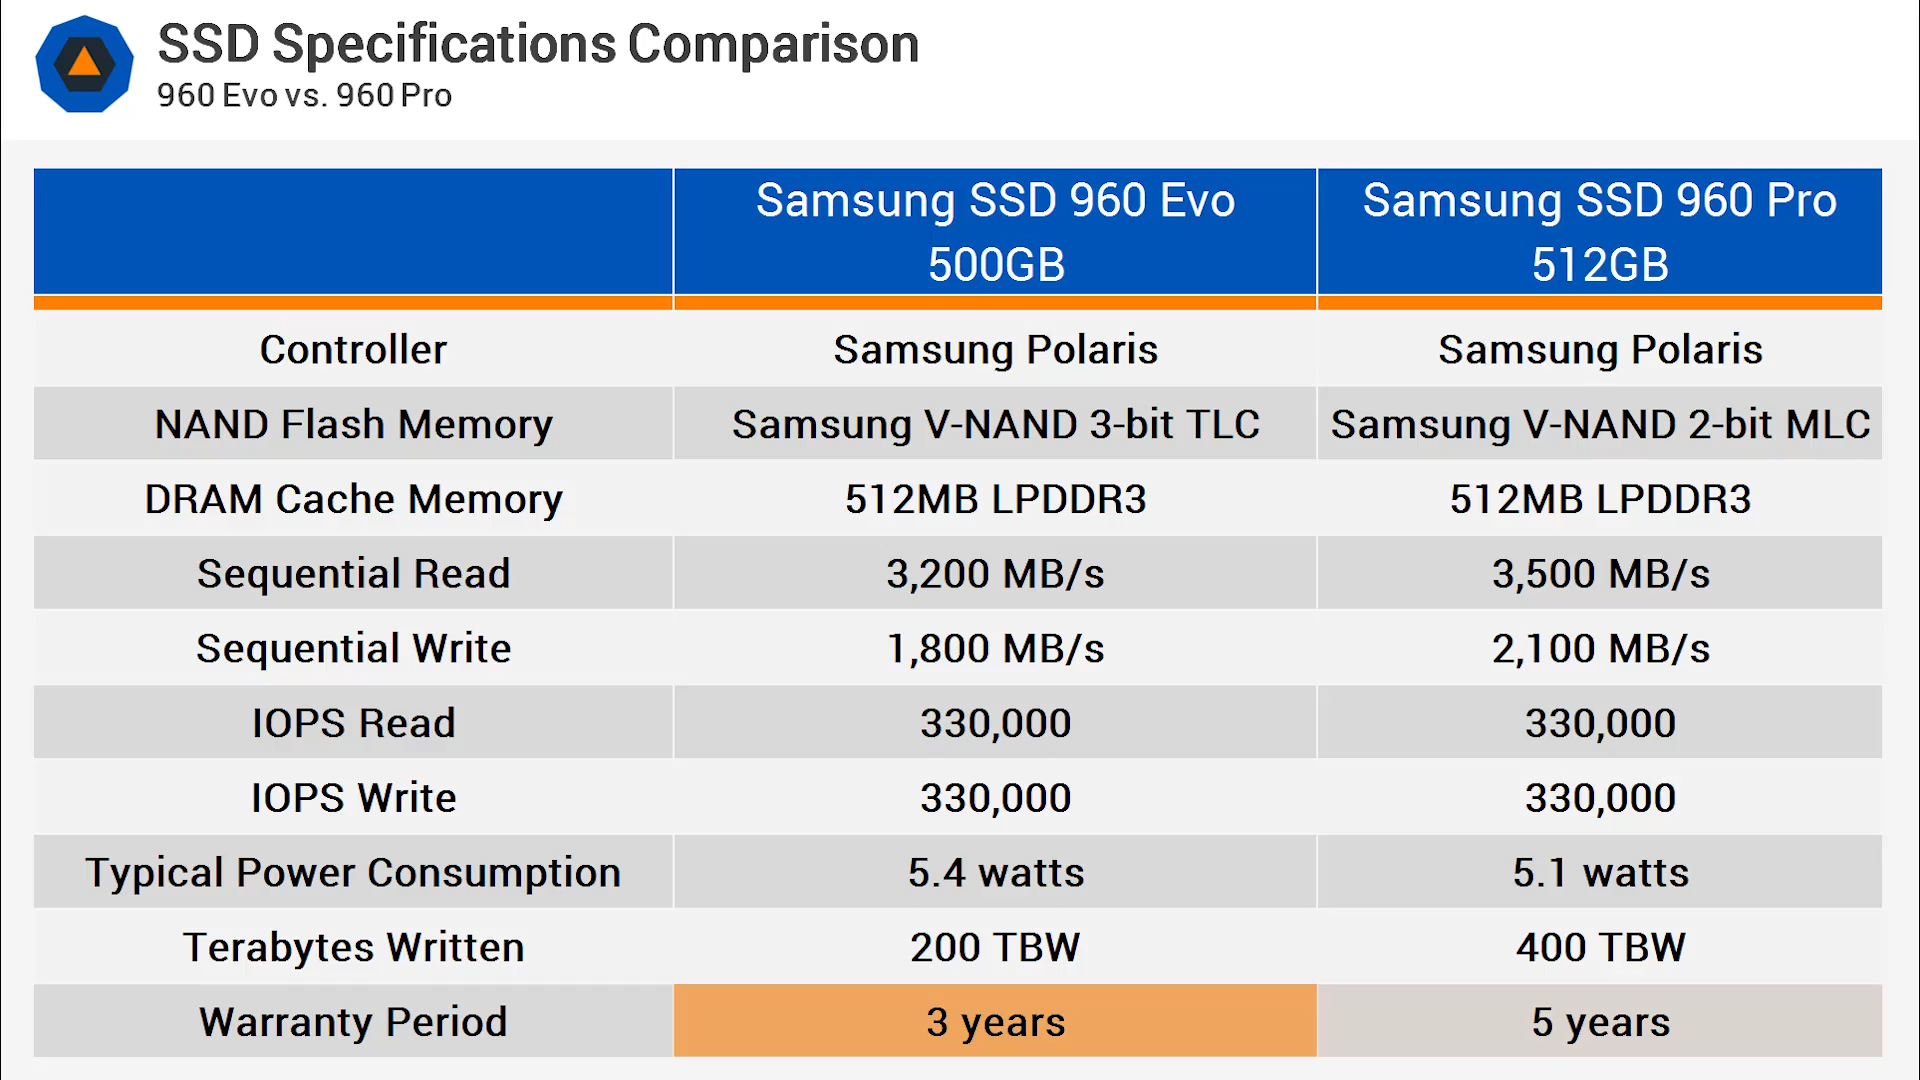 SSD Specifications Comparison
960 Evo vs. 960 Pro
Samsung SSD 960 Evo
500GB
Samsung SSD 960 Pro
512GB
Controller
Samsung Polaris
Samsung Polaris
NAND Flash Memory
Samsung V-NAND 3-bit TLC
Samsung V-NAND 2-bit MLC
DRAM Cache Memory
512MB LPDDR3
512MB LPDDR3
Sequential Read
3,200 MB/s
3,500 MB/s
Sequential Write
1,800 MB/s
2,100 MB/s
IOPS Read
330,000
330,000
IOPS Write
330,000
330,000
Typical Power Consumption
5.4 watts
5.1 watts
Terabytes Written
200 TBW
400 TBW
Warranty Period
3 years
5 years